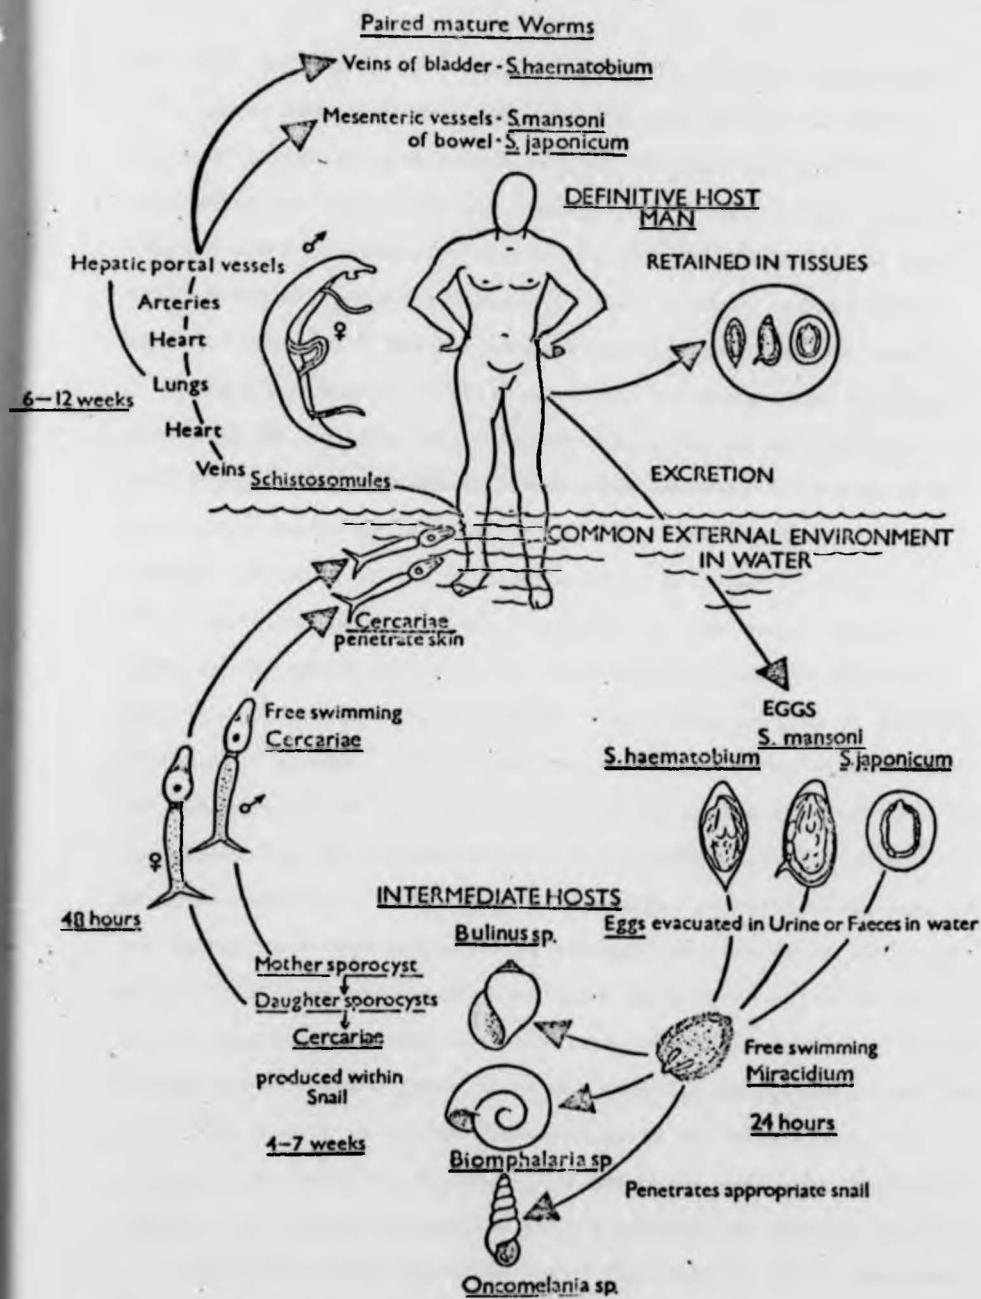 Paired mature Worms
Veins of bladder - S.haematobium
Mesenteric vessels - S.mansoni
of bowel - S. japonicum
DEFINITIVE HOST
MAN
RETAINED IN TISSUES
♂
♀
Hepatic portal vessels
Arteries
Heart
Lungs
6–12 weeks
Heart
Veins
Schistosomules
EXCRETION
COMMON EXTERNAL ENVIRONMENT
IN WATER
Cercariae
penetrate skin
Free swimming
Cercariae
♂
♀
48 hours
EGGS
S. mansoni
S.haematobium
S.japonicum
Eggs evacuated in Urine or Faeces in water
INTERMEDIATE HOSTS
Bulinus sp.
Mother sporocyst
Daughter sporocysts
Cercariae
produced within
Snail
4–7 weeks
Free swimming
Miracidium
24 hours
Biomphalaria sp
Penetrates appropriate snail
Oncomelania sp.